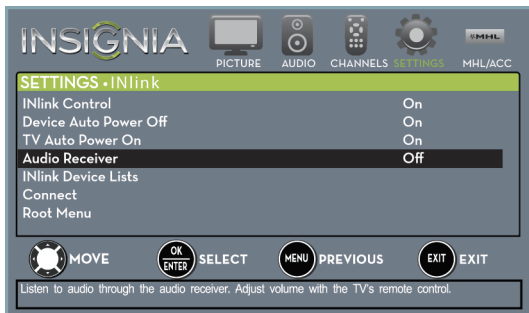 INSIGNIA
PICTURE AUDIO CHANNELS SETTINGS MHL/ACC
MHL
SETTINGS • INlink
INlink Control On
Device Auto Power Off On
TV Auto Power On On
Audio Receiver Off
INlink Device Lists
Connect
Root Menu
MOVE OK ENTER SELECT MENU PREVIOUS EXIT EXIT
Listen to audio through the audio receiver. Adjust volume with the TV's remote control.